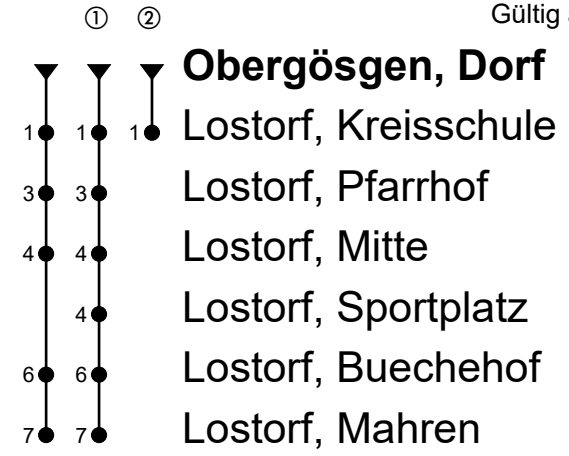 ① ② Gültig
Obergösgen, Dorf
1 1 1 Lostorf, Kreisschule
3 3 Lostorf, Pfarrhof
4 4 Lostorf, Mitte
4 Lostorf, Sportplatz
6 6 Lostorf, Buechehof
7 7 Lostorf, Mahren